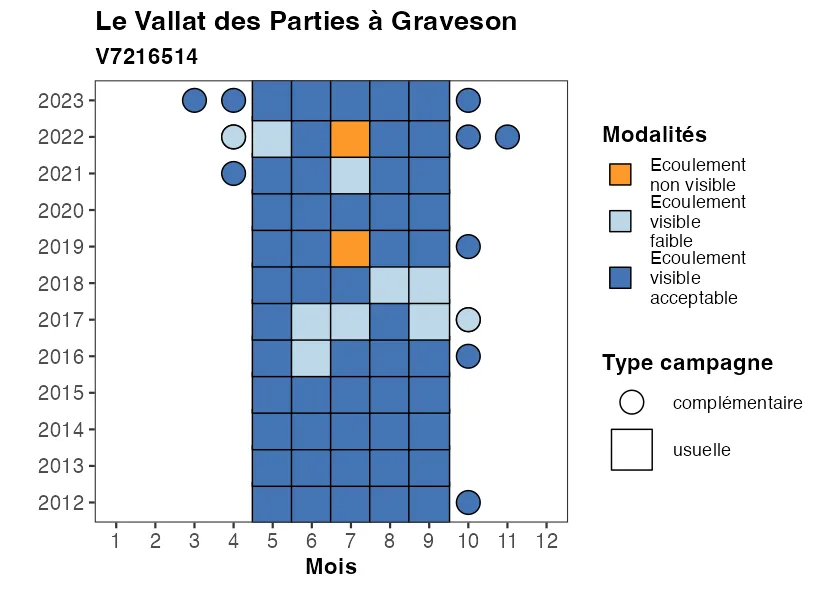 Le Vallat des Parties à Graveson
V7216514
2023
2022
2021
2020
2019
2018
2017
2016
2015
2014
2013
2012
1 2 3 4 5 6 7 8 9 10 11 12
Mois
Modalités
Ecoulement
non visible
Ecoulement
visible
faible
Ecoulement
visible
acceptable
Type campagne
complémentaire
usuelle